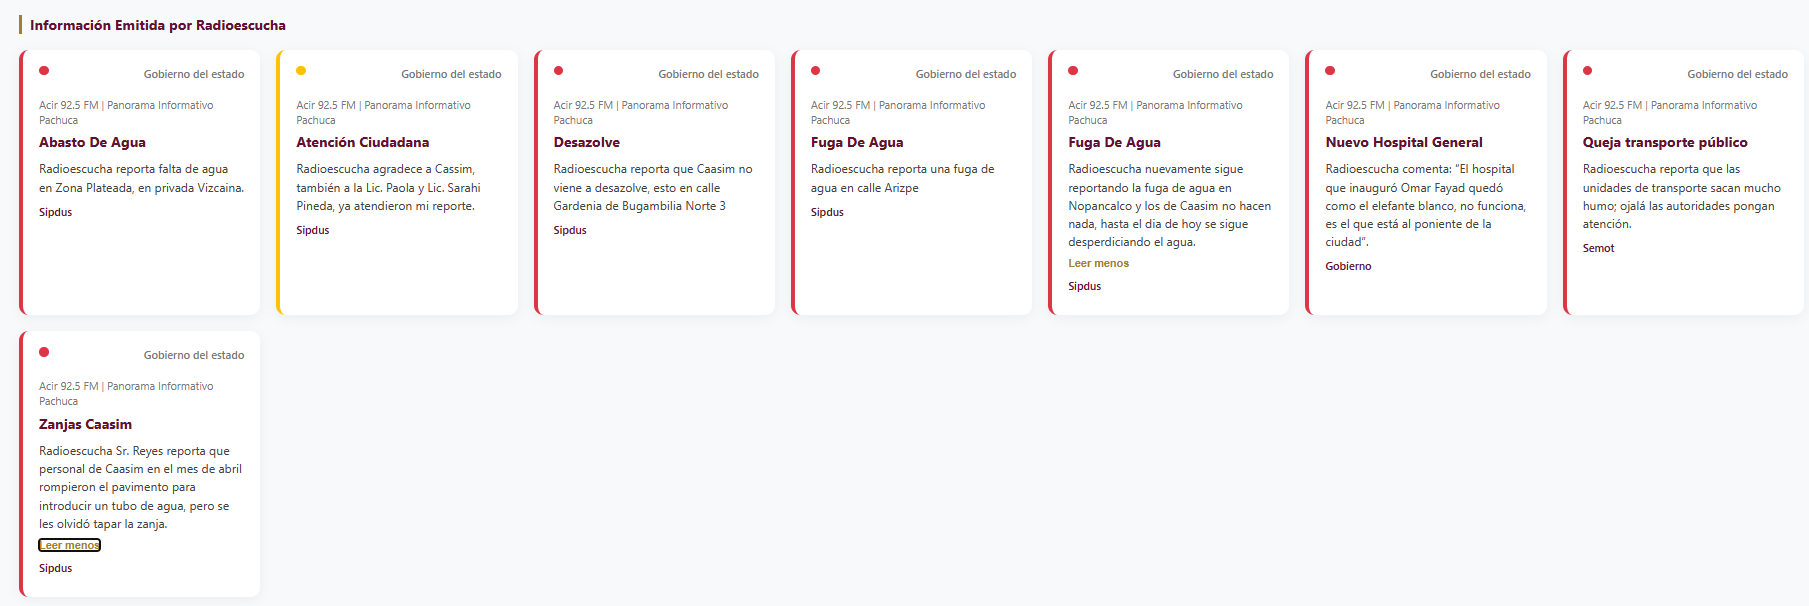 Información Emitida por Radioescucha
Gobierno del estado
Acir 92.5 FM | Panorama Informativo
Pachuca
Abasto De Agua
Radioescucha reporta falta de agua
en Zona Plateada, en privada Vizcaina.
Sipdus
Gobierno del estado
Acir 92.5 FM | Panorama Informativo
Pachuca
Atención Ciudadana
Radioescucha agradece a Cassim,
también a la Lic. Paola y Lic. Sarahi
Pineda, ya atendieron mi reporte.
Sipdus
Gobierno del estado
Acir 92.5 FM | Panorama Informativo
Pachuca
Desazolve
Radioescucha reporta que Caasim no
viene a desazolve, esto en calle
Gardenia de Bugambilia Norte 3
Sipdus
Gobierno del estado
Acir 92.5 FM | Panorama Informativo
Pachuca
Fuga De Agua
Radioescucha reporta una fuga de
agua en calle Arizpe
Sipdus
Gobierno del estado
Acir 92.5 FM | Panorama Informativo
Pachuca
Fuga De Agua
Radioescucha nuevamente sigue
reportando la fuga de agua en
Nopancalco y los de Caasim no hacen
nada, hasta el dia de hoy se sigue
desperdiciando el agua.
Leer menos
Sipdus
Gobierno del estado
Acir 92.5 FM | Panorama Informativo
Pachuca
Nuevo Hospital General
Radioescucha comenta: “El hospital
que inauguró Omar Fayad quedó
como el elefante blanco, no funciona,
es el que está al poniente de la
ciudad”.
Gobierno
Gobierno del estado
Acir 92.5 FM | Panorama Informativo
Pachuca
Queja transporte público
Radioescucha reporta que las
unidades de transporte sacan mucho
humo; ojalá las autoridades pongan
atención.
Semot
Gobierno del estado
Acir 92.5 FM | Panorama Informativo
Pachuca
Zanjas Caasim
Radioescucha Sr. Reyes reporta que
personal de Caasim en el mes de abril
rompieron el pavimento para
introducir un tubo de agua, pero se
les olvidó tapar la zanja.
Leer menos
Sipdus